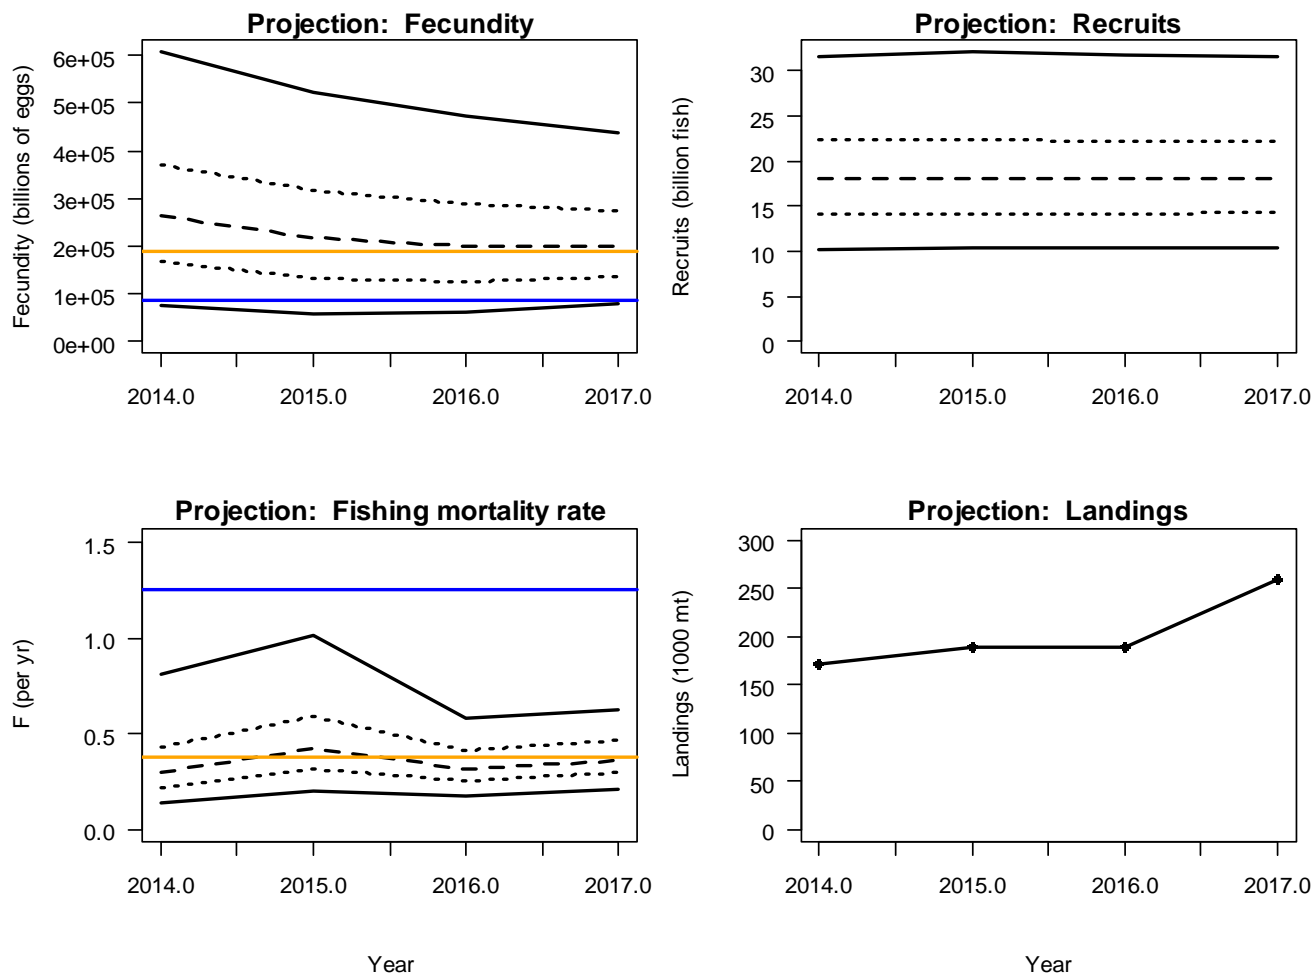 Projection:  Fecundity
Fecundity (billions of eggs)
6e+05
5e+05
4e+05
3e+05
2e+05
1e+05
0e+00
2014.0 2015.0 2016.0 2017.0
Projection:  Recruits
Recruits (billion fish)
30
25
20
15
10
5
0
2014.0 2015.0 2016.0 2017.0
Projection:  Fishing mortality rate
F (per yr)
1.5
1.0
0.5
0.0
2014.0 2015.0 2016.0 2017.0
Year
Projection:  Landings
Landings (1000 mt)
300
250
200
150
100
50
0
2014.0 2015.0 2016.0 2017.0
Year